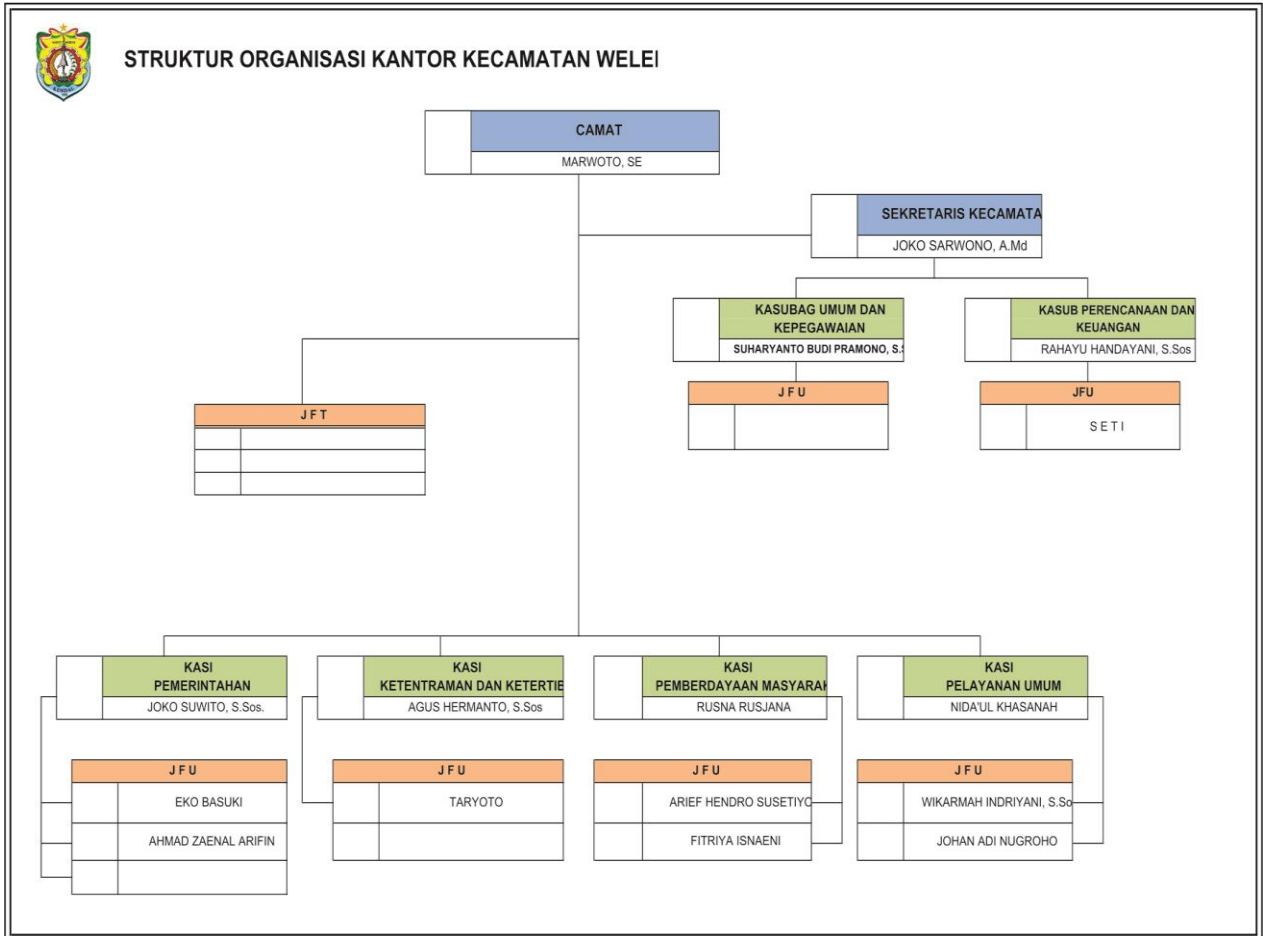 STRUKTUR ORGANISASI KANTOR KECAMATAN WELEI
KENDAL
CAMAT
MARWOTO, SE
SEKRETARIS KECAMATA
JOKO SARWONO, A.Md
KASUBAG UMUM DAN
KEPEGAWAIAN
SUHARYANTO BUDI PRAMONO, S.S
KASUB PERENCANAAN DAN
KEUANGAN
RAHAYU HANDAYANI, S.Sos
J F U
JFU
S E T I
J F T
KASI
PEMERINTAHAN
JOKO SUWITO, S.Sos.
KASI
KETENTRAMAN DAN KETERTIB
AGUS HERMANTO, S.Sos
KASI
PEMBERDAYAAN MASYARAK
RUSNA RUSJANA
KASI
PELAYANAN UMUM
NIDA'UL KHASANAH
J F U
EKO BASUKI
AHMAD ZAENAL ARIFIN
J F U
TARYOTO
J F U
ARIEF HENDRO SUSETIYO
FITRIYA ISNAENI
J F U
WIKARMAH INDRIYANI, S.So
JOHAN ADI NUGROHO